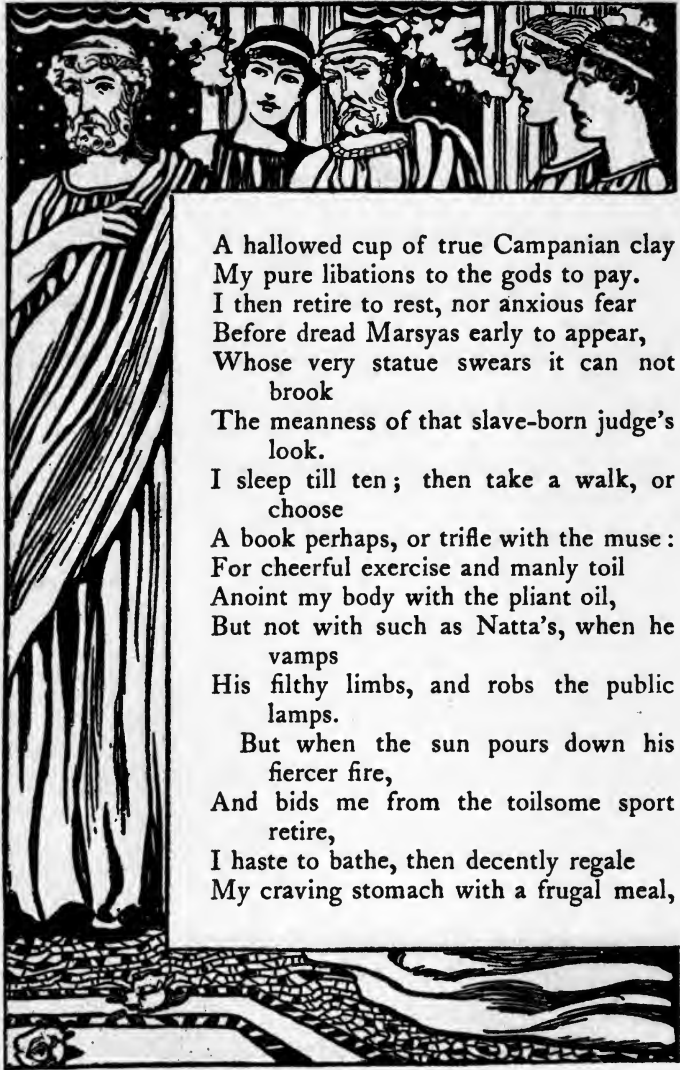 A hallowed cup of true Campanian clay
My pure libations to the gods to pay.
I then retire to rest, nor anxious fear
Before dread Marsyas early to appear,
Whose very statue swears it can not
brook
The meanness of that slave-born judge's
look.
I sleep till ten; then take a walk, or
choose
A book perhaps, or trifle with the muse:
For cheerful exercise and manly toil
Anoint my body with the pliant oil,
But not with such as Natta's, when he
vamps
His filthy limbs, and robs the public
lamps.
But when the sun pours down his
fiercer fire,
And bids me from the toilsome sport
retire,
I haste to bathe, then decently regale
My craving stomach with a frugal meal,